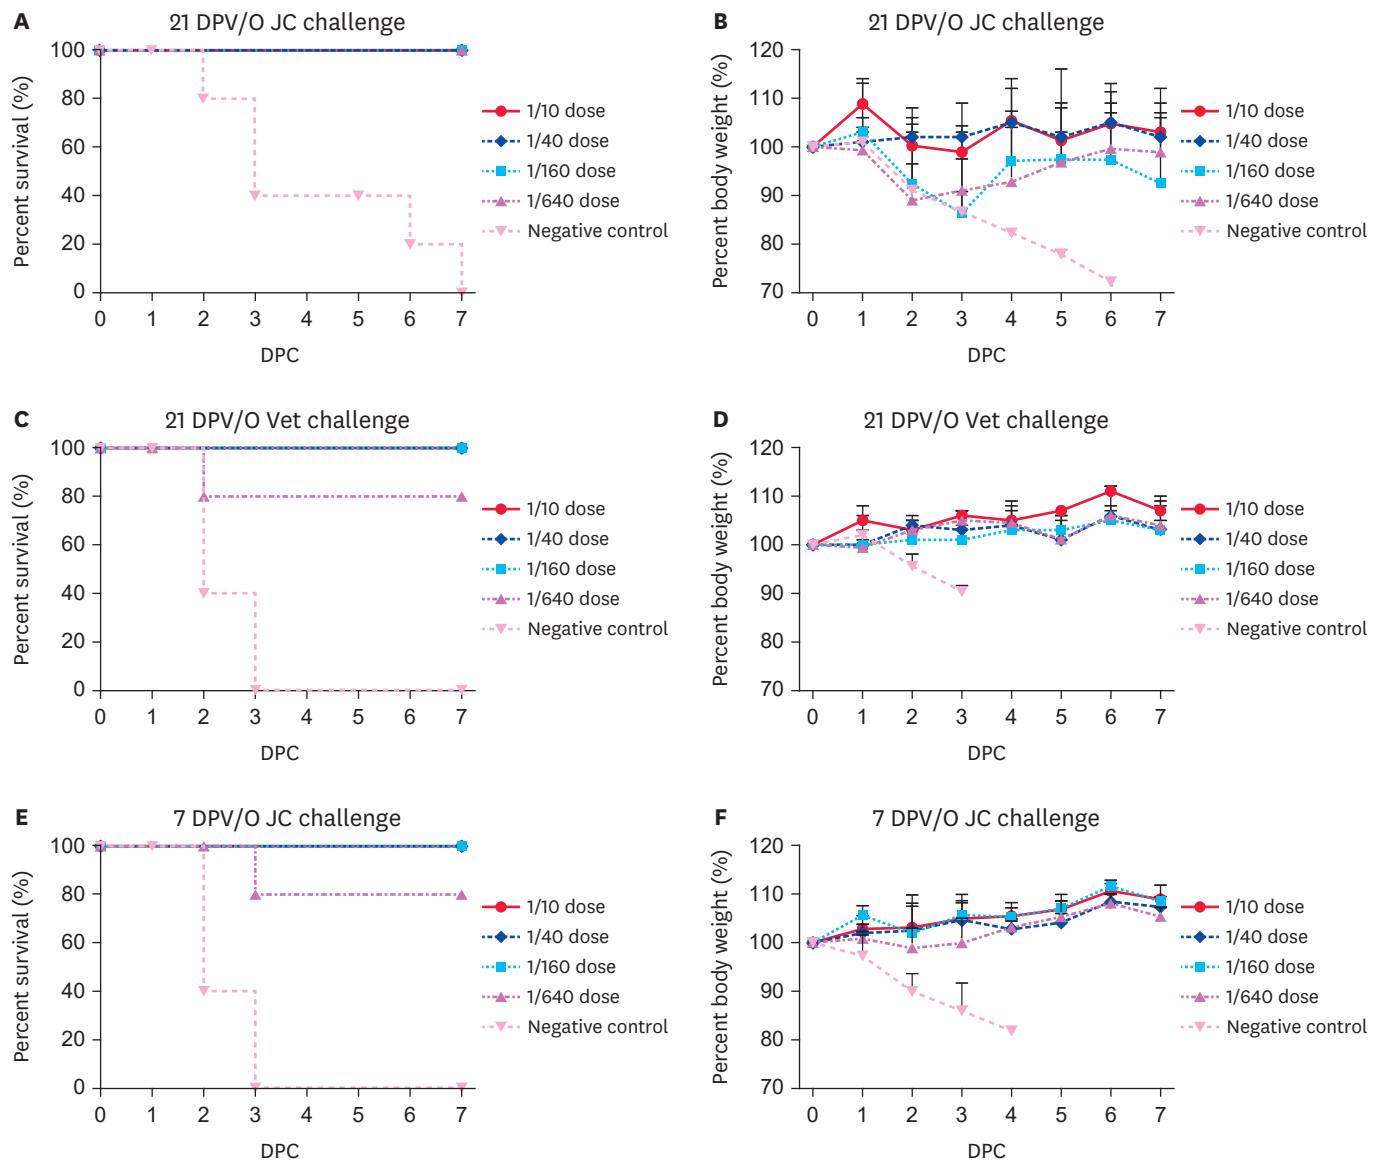 A
21 DPV/O JC challenge
Percent survival (%)
100
80
60
40
20
0
0 1 2 3 4 5 6 7
DPC
1/10 dose
1/40 dose
1/160 dose
1/640 dose
Negative control
B
21 DPV/O JC challenge
Percent body weight (%)
120
110
100
90
80
70
0 1 2 3 4 5 6 7
DPC
1/10 dose
1/40 dose
1/160 dose
1/640 dose
Negative control
C
21 DPV/O Vet challenge
Percent survival (%)
100
80
60
40
20
0
0 1 2 3 4 5 6 7
DPC
1/10 dose
1/40 dose
1/160 dose
1/640 dose
Negative control
D
21 DPV/O Vet challenge
Percent body weight (%)
120
110
100
90
80
70
0 1 2 3 4 5 6 7
DPC
1/10 dose
1/40 dose
1/160 dose
1/640 dose
Negative control
E
7 DPV/O JC challenge
Percent survival (%)
100
80
60
40
20
0
0 1 2 3 4 5 6 7
DPC
1/10 dose
1/40 dose
1/160 dose
1/640 dose
Negative control
F
7 DPV/O JC challenge
Percent body weight (%)
120
110
100
90
80
70
0 1 2 3 4 5 6 7
DPC
1/10 dose
1/40 dose
1/160 dose
1/640 dose
Negative control